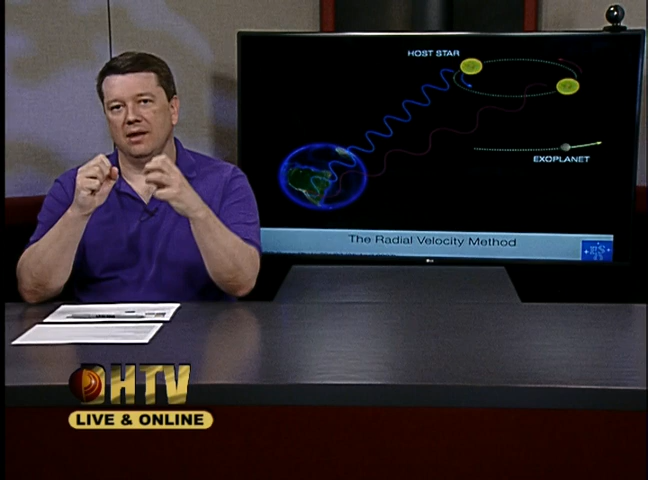 HOST STAR
EXOPLANET
The Radial Velocity Method
DHTV
LIVE & ONLINE